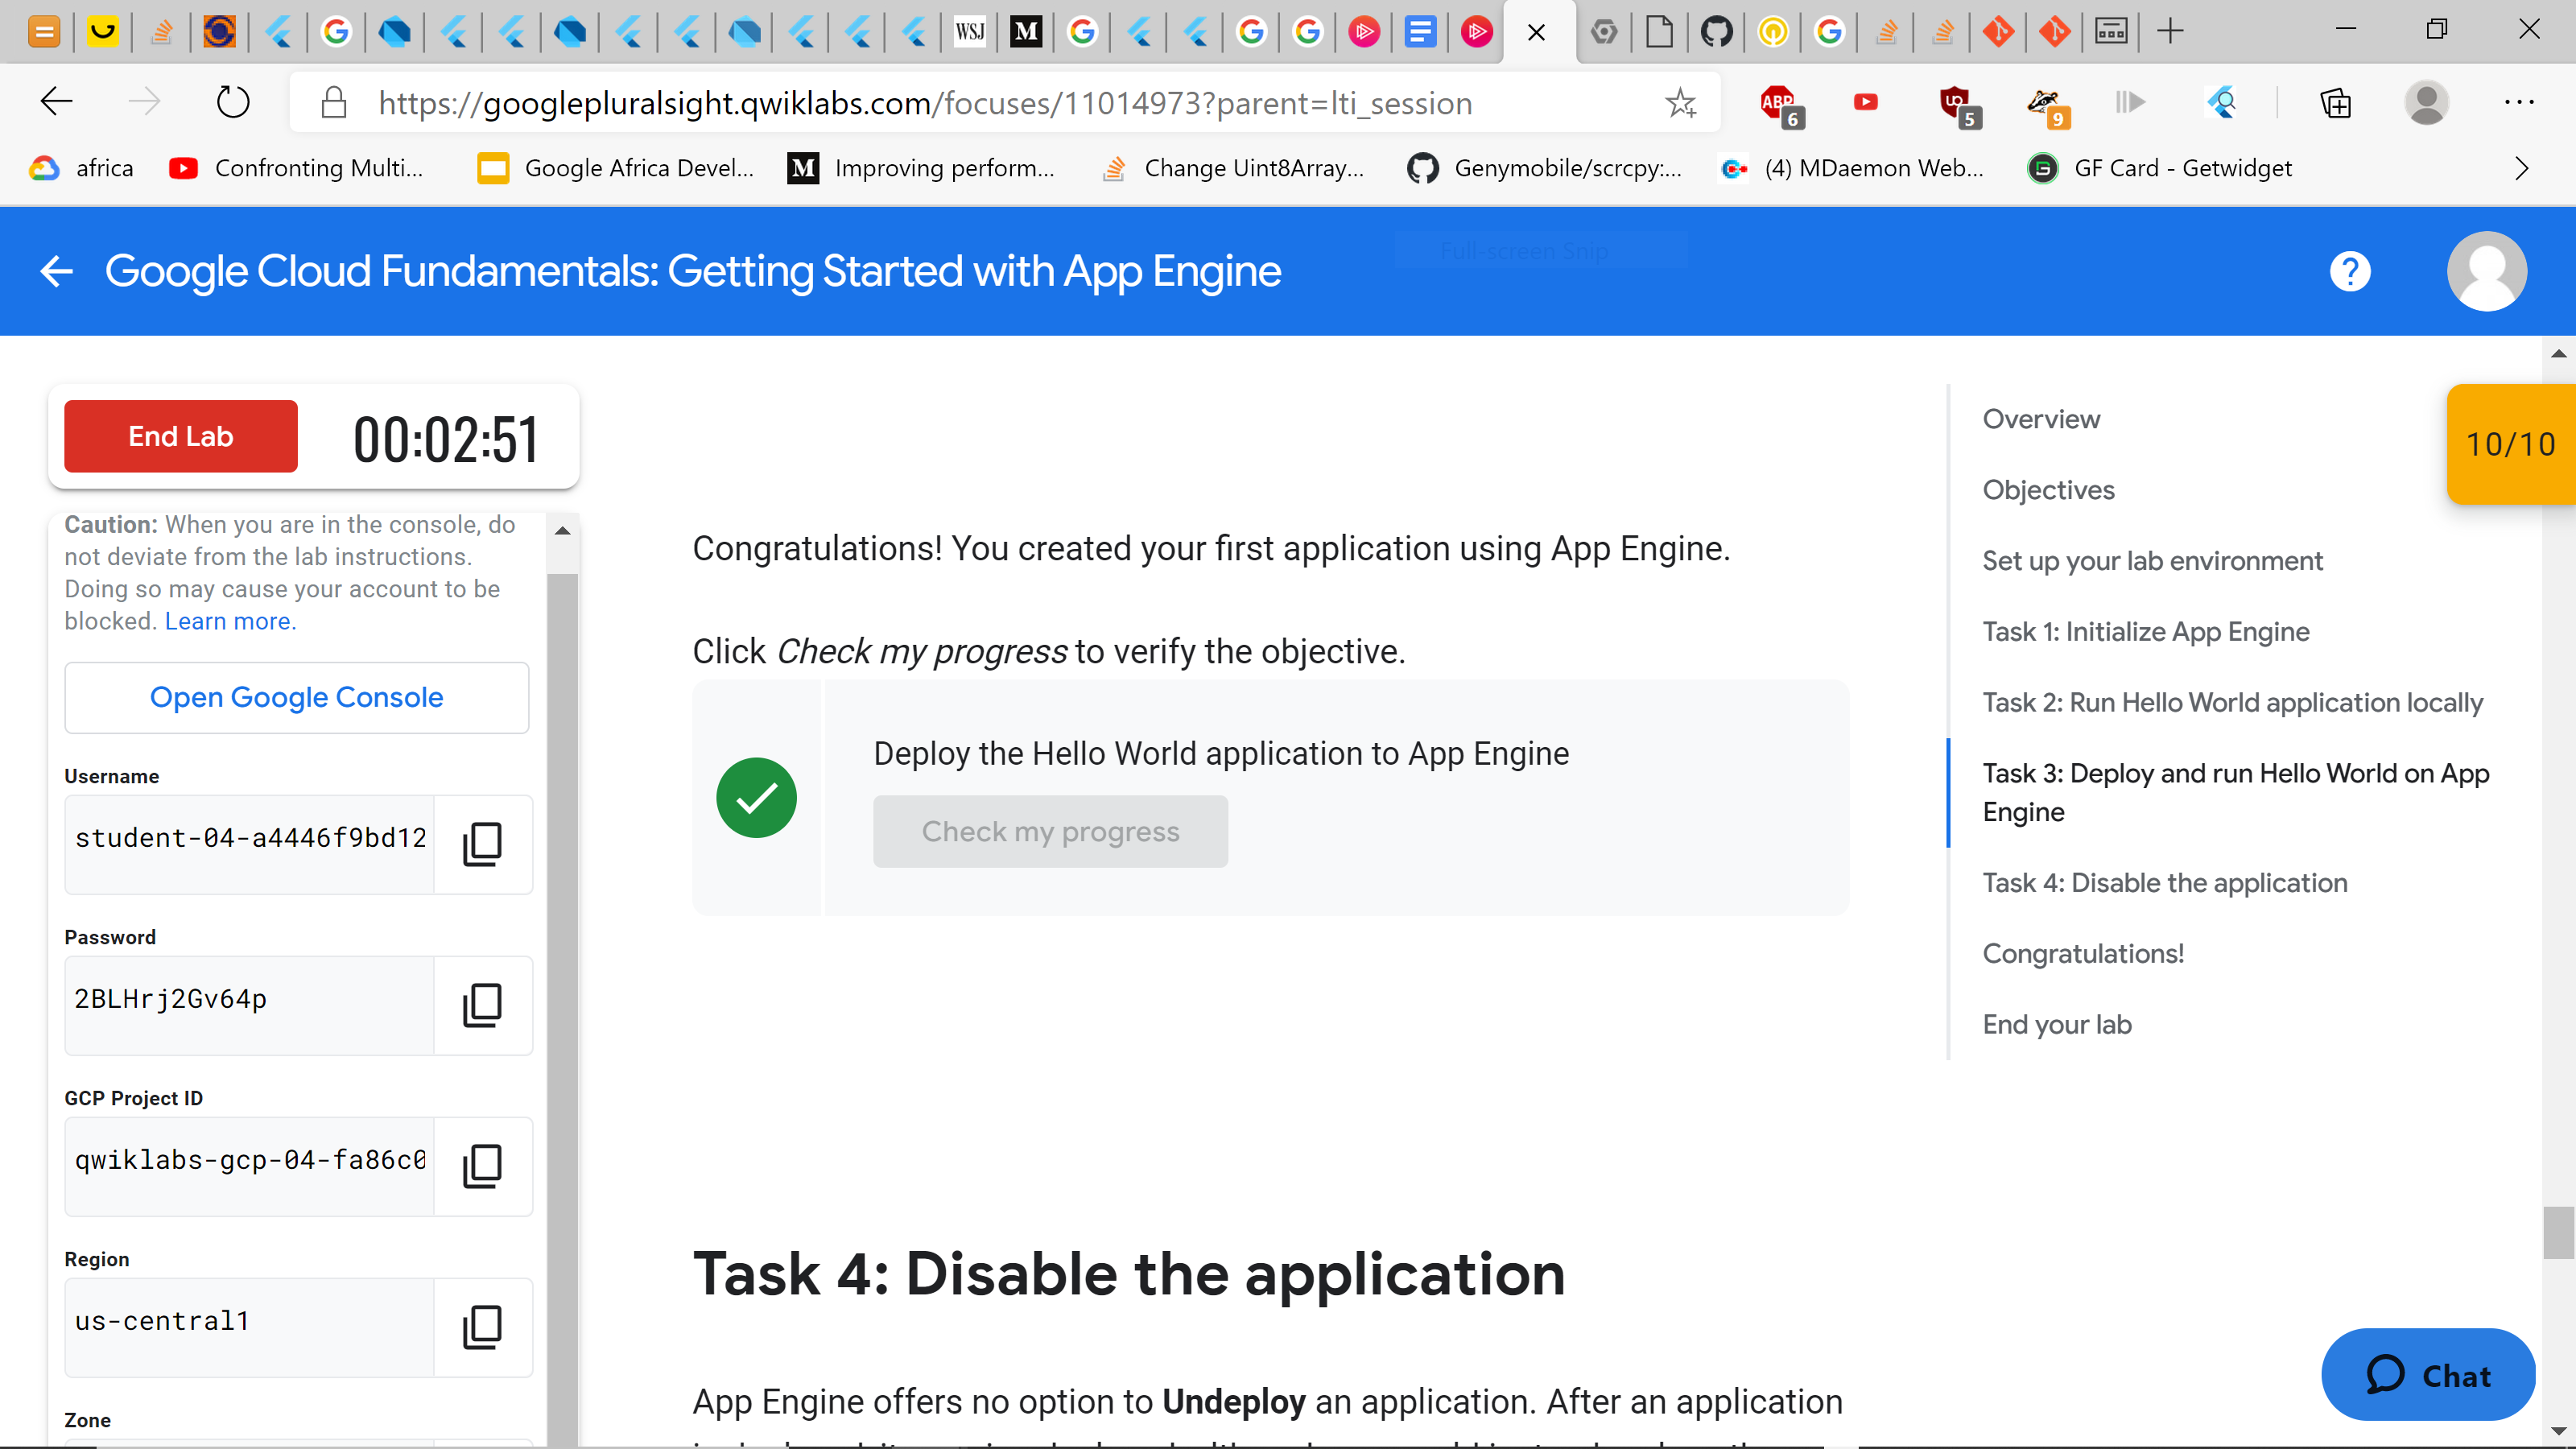 WSJ
M
https://googlepluralsight.qwiklabs.com/focuses/11014973?parent=lti_session
ABP
6
5
9
africa
Confronting Multi...
Google Africa Devel...
M
Improving perform...
Change Uint8Array...
Genymobile/scrcpy:...
(4) MDaemon Web...
GF Card - Getwidget
Google Cloud Fundamentals: Getting Started with App Engine
Full-screen Snip
?
End Lab
00:02:51
Caution: When you are in the console, do
not deviate from the lab instructions.
Doing so may cause your account to be
blocked. Learn more.
Open Google Console
Username
student-04-a4446f9bd12
Password
2BLHrj2Gv64p
GCP Project ID
qwiklabs-gcp-04-fa86c0
Region
us-central1
Zone
Congratulations! You created your first application using App Engine.
Click Check my progress to verify the objective.
Deploy the Hello World application to App Engine
Check my progress
Task 4: Disable the application
App Engine offers no option to Undeploy an application. After an application
Overview
Objectives
Set up your lab environment
Task 1: Initialize App Engine
Task 2: Run Hello World application locally
Task 3: Deploy and run Hello World on App
Engine
Task 4: Disable the application
Congratulations!
End your lab
10/10
Chat